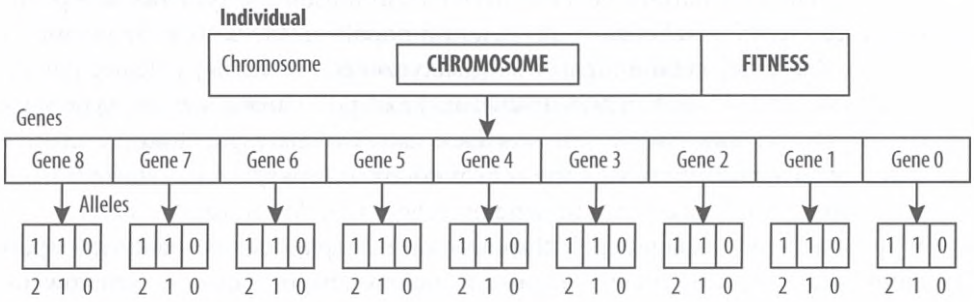 Individual
Chromosome CHROMOSOME FITNESS
Genes
Gene 8 Gene 7 Gene 6 Gene 5 Gene 4 Gene 3 Gene 2 Gene 1 Gene 0
Alleles
1 1 0 1 1 0 1 1 0 1 1 0 1 1 0 1 1 0 1 1 0 1 1 0 1 1 0
2 1 0 2 1 0 2 1 0 2 1 0 2 1 0 2 1 0 2 1 0 2 1 0 2 1 0